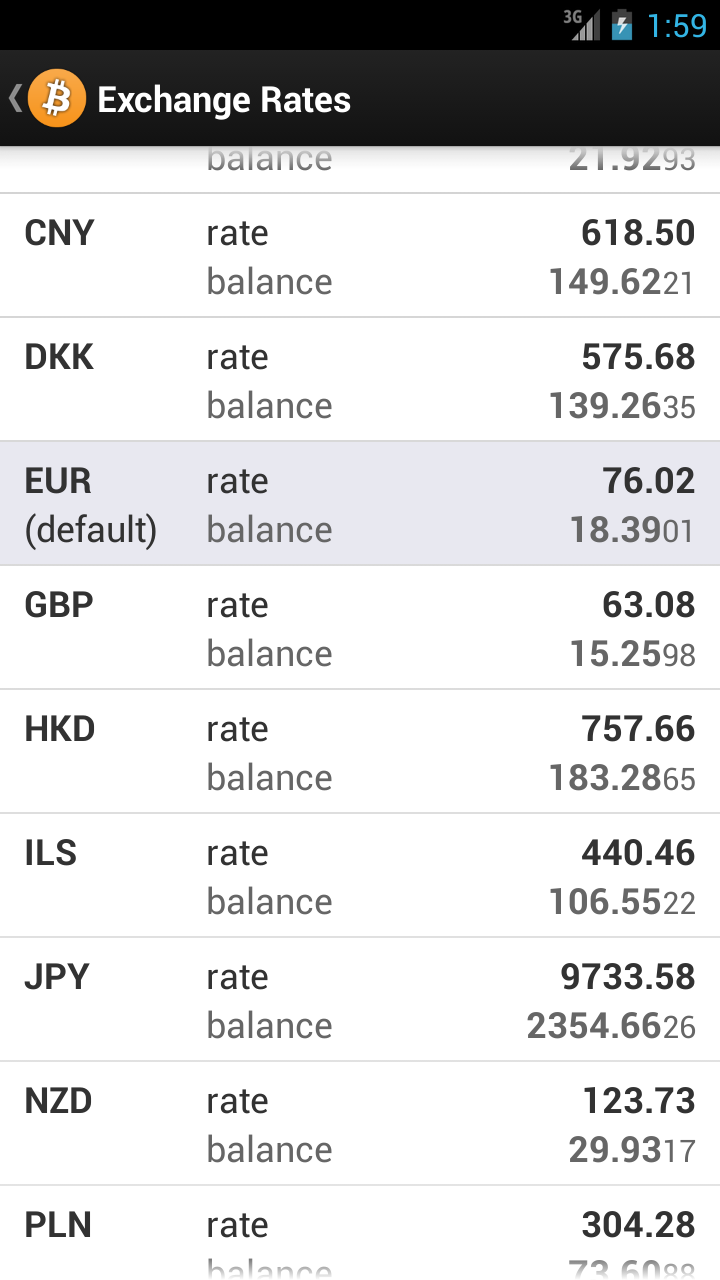 3G 1:59
Exchange Rates
balance 21.9293
CNY rate 618.50
balance 149.6221
DKK rate 575.68
balance 139.2635
EUR rate 76.02
(default) balance 18.3901
GBP rate 63.08
balance 15.2598
HKD rate 757.66
balance 183.2865
ILS rate 440.46
balance 106.5522
JPY rate 9733.58
balance 2354.6626
NZD rate 123.73
balance 29.9317
PLN rate 304.28
balance 73.6088